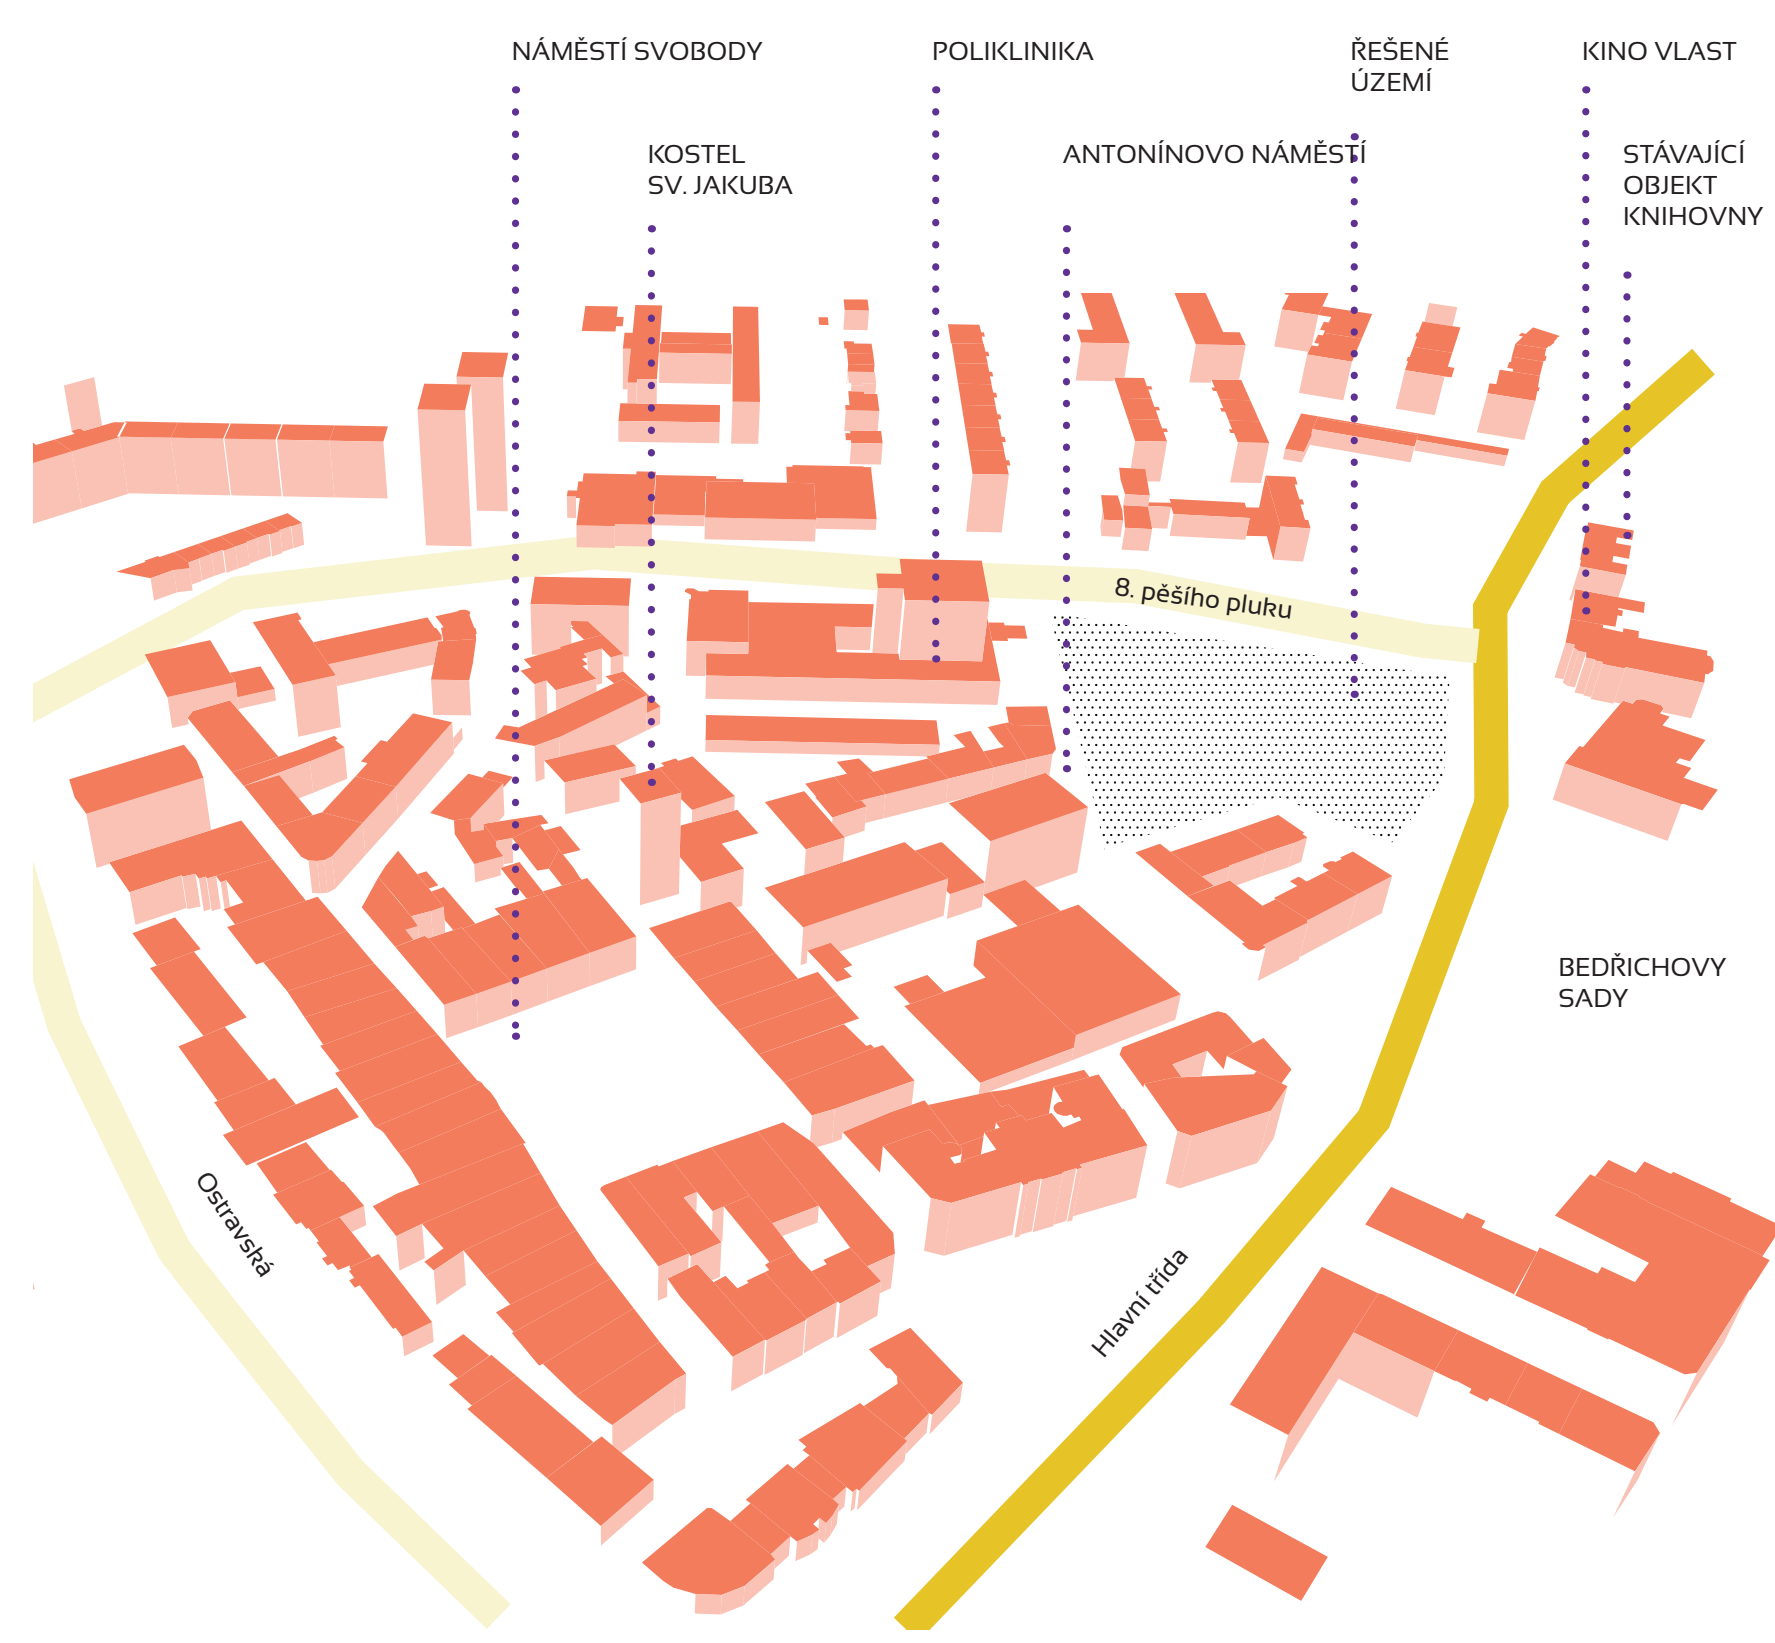 NÁMĚSTÍ SVOBODY
POLIKLINIKA
ŘEŠENÉ
ÚZEMÍ
KINO VLAST
KOSTEL
SV. JAKUBA
ANTONÍNOVO NÁMĚSTÍ
STÁVAJÍCÍ
OBJEKT
KNIHOVNY
8. pěšího pluku
BEDŘICHOVY
SADY
Ostravská
Hlavní třída